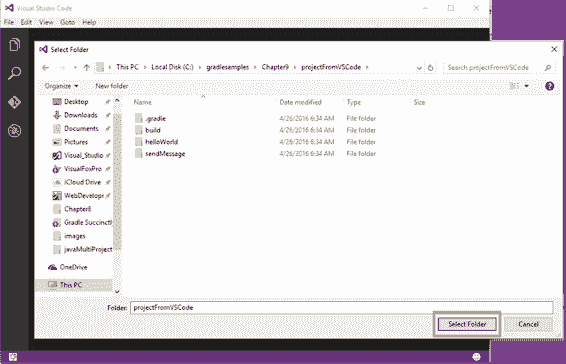 Visual Studio Code
File Edit View Goto Help
Select Folder
This PC > Local Disk (C:) > gradlesamples > Chapter9 > projectFromVSCode
Search projectFromVSCode
Organize New folder
Name Date modified Type Size
Desktop
Downloads
Documents
Pictures
Visual_Studio
VisualFoxPro
iCloud Drive
WebDevelop
Chapter8
Gradle Succinctl
images
javaMultiProject
OneDrive
This PC
.gradle 4/26/2016 6:34 AM File folder
build 4/26/2016 6:34 AM File folder
helloWorld 4/26/2016 6:34 AM File folder
sendMessage 4/26/2016 6:34 AM File folder
Folder: projectFromVSCode
Select Folder Cancel